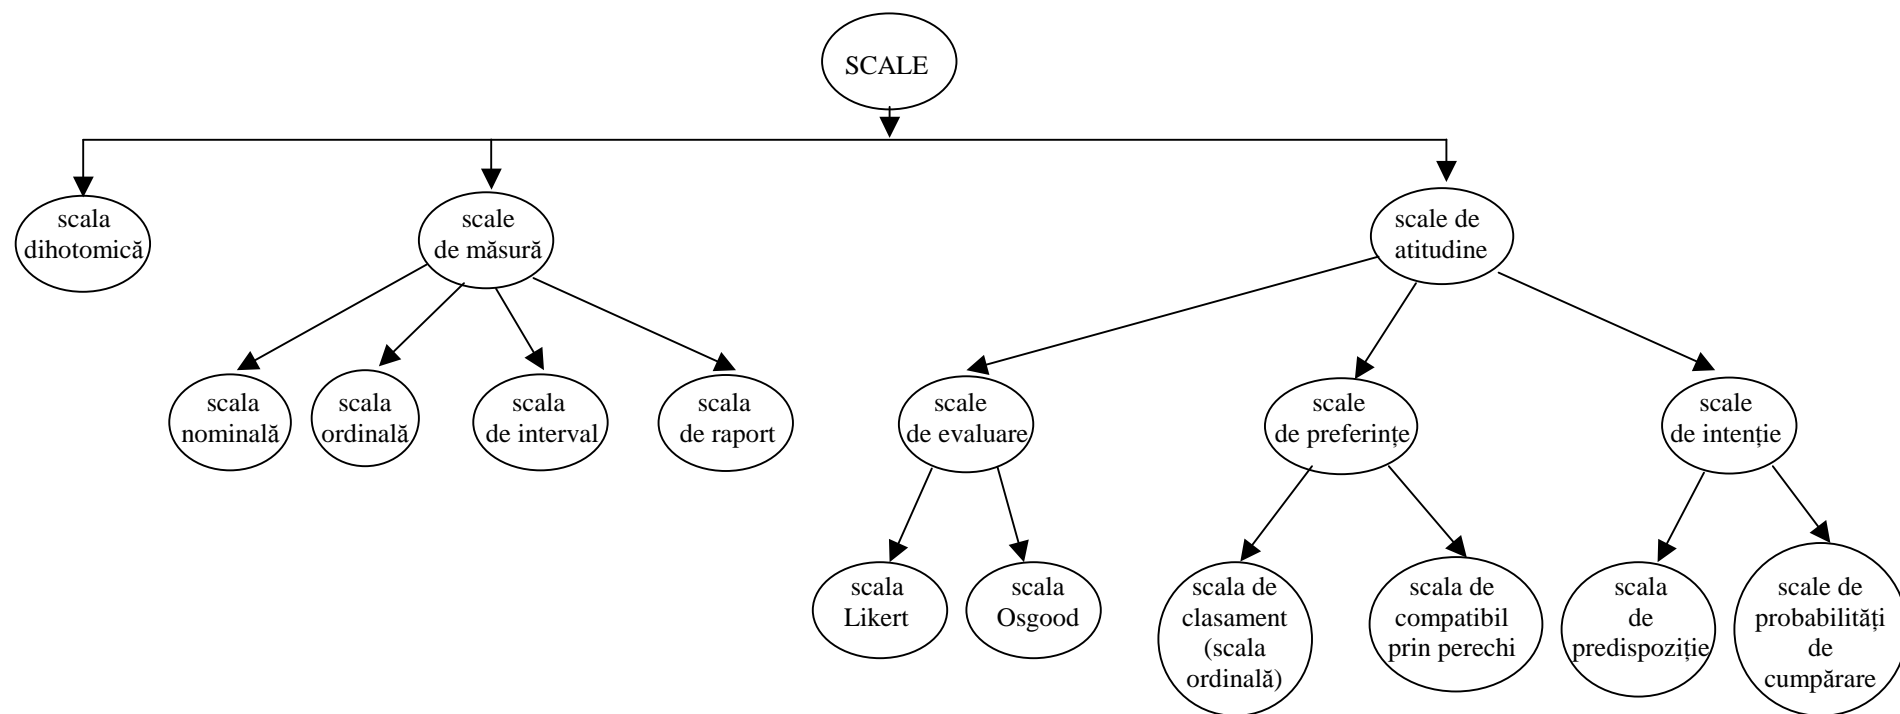 SCALE
scala
dihotomică
scale
de măsură
scale de
atitudine
scala
nominală
scala
ordinală
scala
de interval
scala
de raport
scale
de evaluare
scale
de preferințe
scale
de intenție
scala
Likert
scala
Osgood
scala de
clasament
(scala
ordinală)
scala de
compatibil
prin perechi
scala
de
predispoziție
scale de
probabilități
de
cumpărare